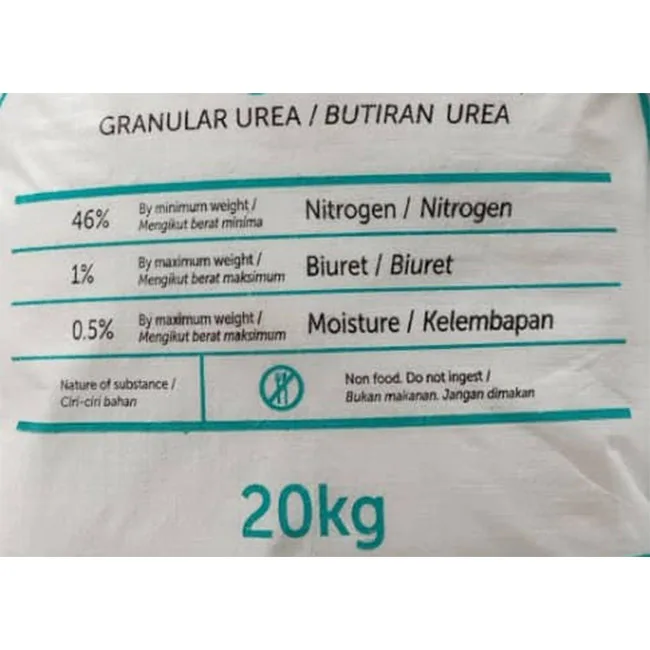 GRANULAR UREA / BUTIRAN UREA
46% By minimum weight / Nitrogen / Nitrogen
Mengikut berat minima
1% By maximum weight / Biuret / Biuret
Mengikut berat maksimum
0.5% By maximum weight / Moisture / Kelembapan
Mengikut berat maksimum
Nature of substance / Non food. Do not ingest /
Ciri-ciri bahan Bukan makanan. Jangan dimakan
20kg